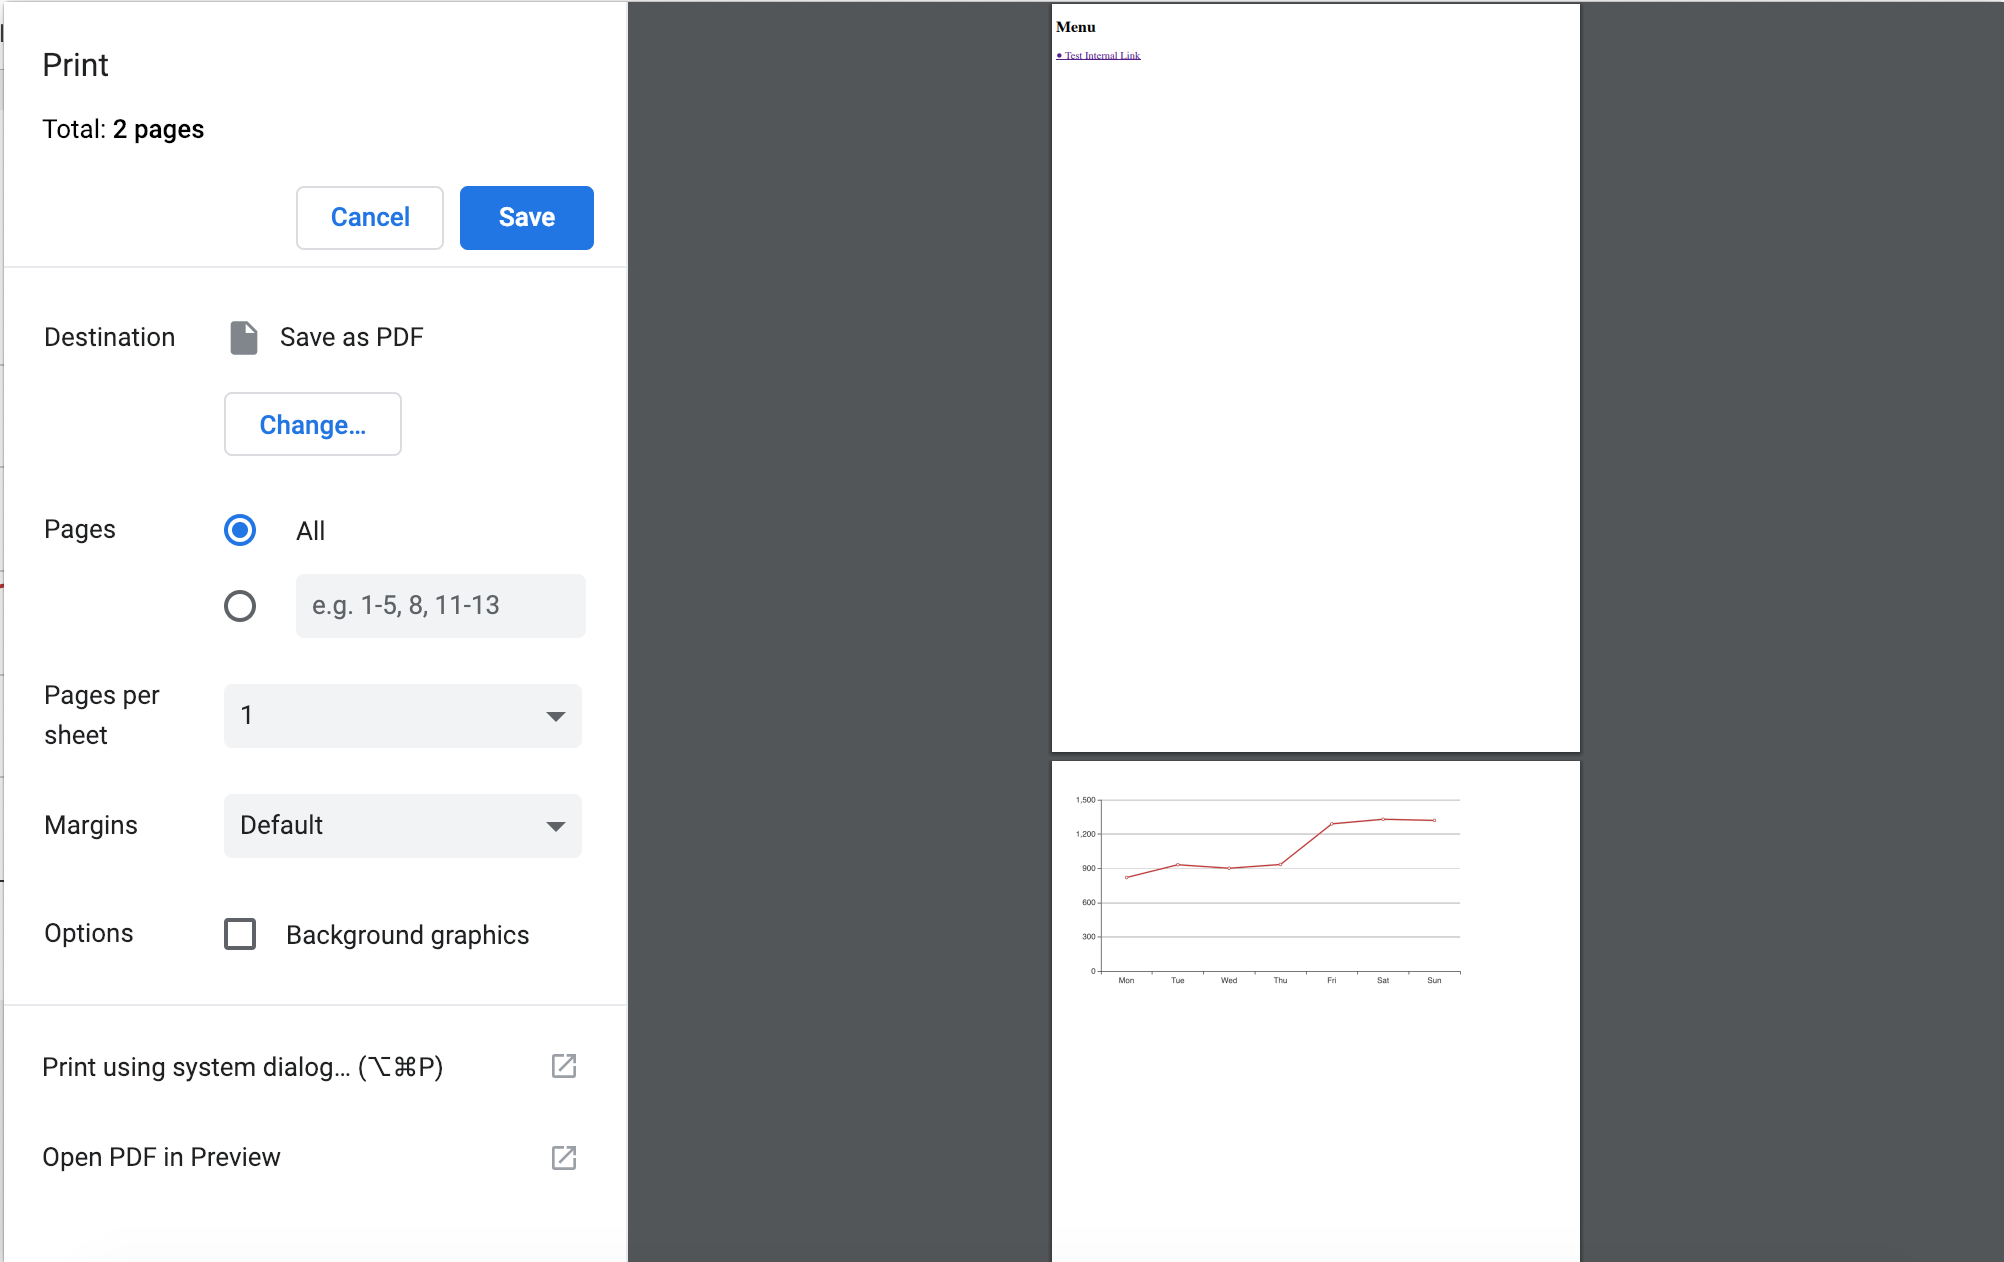 Print
Total: 2 pages
Cancel
Save
Destination
Save as PDF
Change...
Pages
All
e.g. 1-5, 8, 11-13
Pages per
sheet
1
Margins
Default
Options
Background graphics
Print using system dialog... (⌥⌘P)
Open PDF in Preview
Menu
• Test Internal Link
1,500
1,200
900
600
300
0
Mon Tue Wed Thu Fri Sat Sun